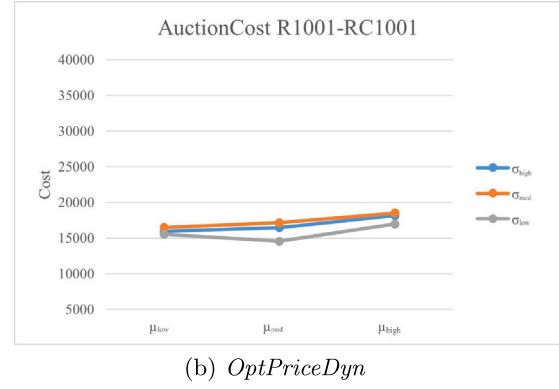 AuctionCost R1001-RC1001
40000
35000
30000
25000
20000
15000
10000
5000
Cost
μlow
μmed
μhigh
σhigh
σmed
σlow
(b) OptPriceDyn